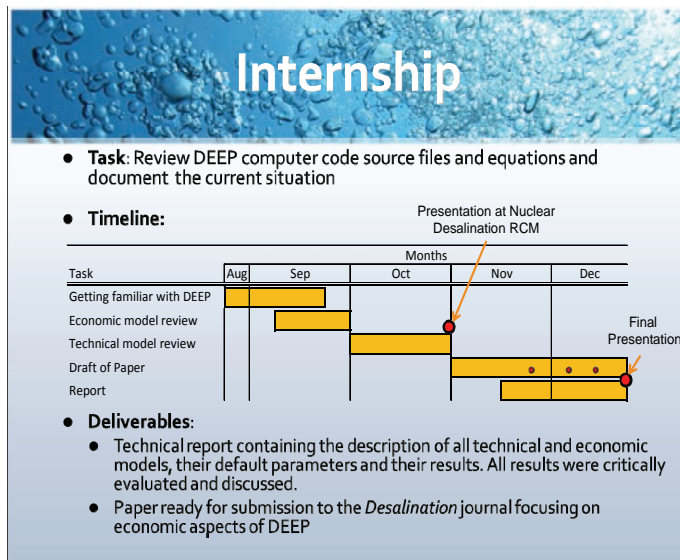 Internship
● Task: Review DEEP computer code source files and equations and
document the current situation
● Timeline:
Presentation at Nuclear
Desalination RCM
Months
Task Aug Sep Oct Nov Dec
Getting familiar with DEEP
Economic model review
Technical model review
Draft of Paper
Report
Final
Presentation
● Deliverables:
● Technical report containing the description of all technical and economic
models, their default parameters and their results. All results were critically
evaluated and discussed.
● Paper ready for submission to the Desalination journal focusing on
economic aspects of DEEP